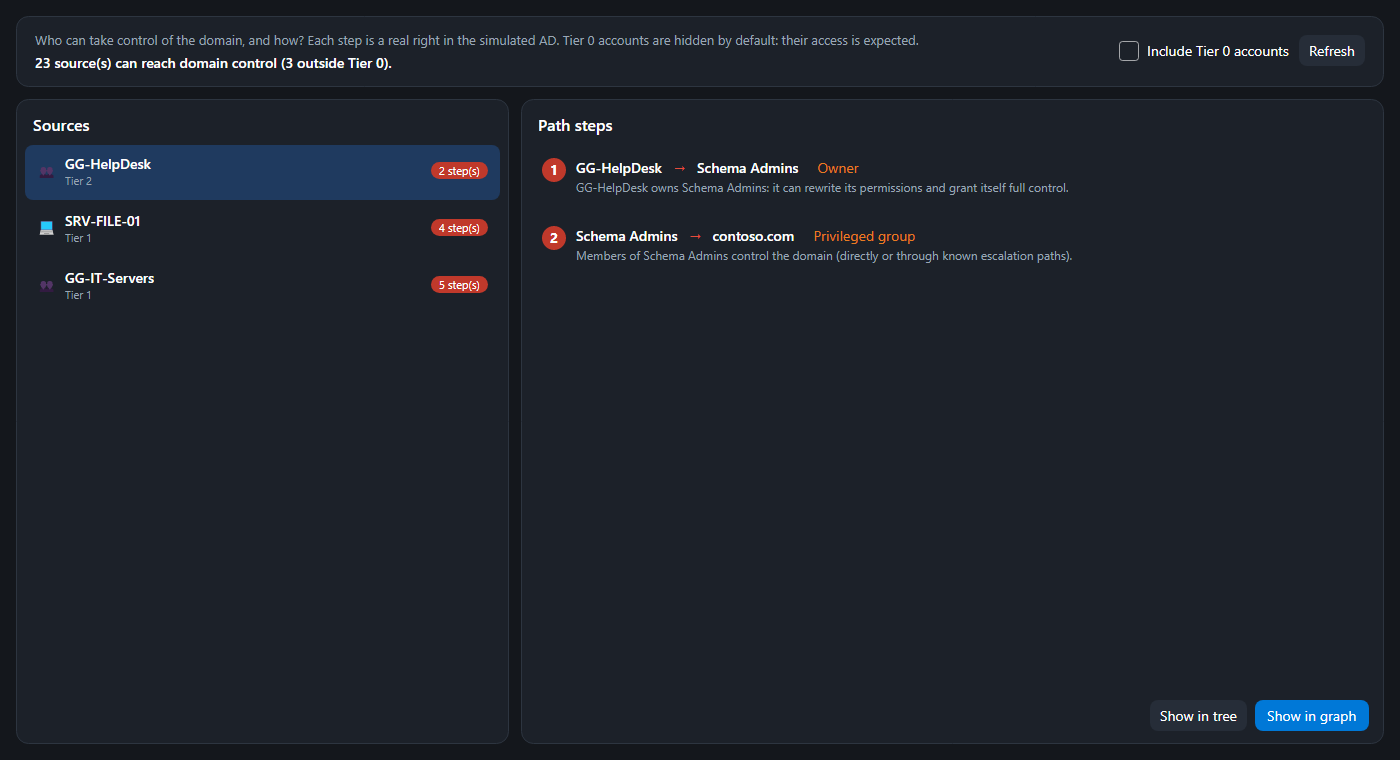 Who can take control of the domain, and how? Each step is a real right in the simulated AD. Tier 0 accounts are hidden by default: their access is expected.
23 source(s) can reach domain control (3 outside Tier 0).
Include Tier 0 accounts
Refresh
Sources
GG-HelpDesk
Tier 2
2 step(s)
SRV-FILE-01
Tier 1
4 step(s)
GG-IT-Servers
Tier 1
5 step(s)
Path steps
1 GG-HelpDesk → Schema Admins Owner
GG-HelpDesk owns Schema Admins: it can rewrite its permissions and grant itself full control.
2 Schema Admins → contoso.com Privileged group
Members of Schema Admins control the domain (directly or through known escalation paths).
Show in tree
Show in graph